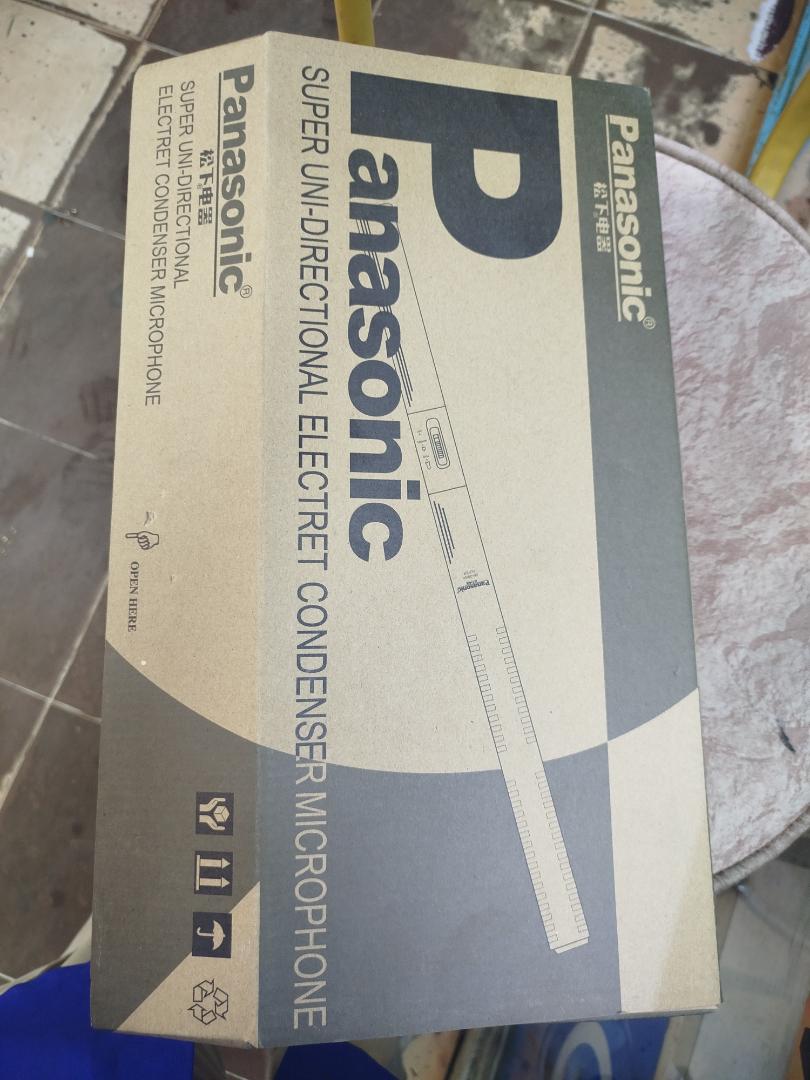 Panasonic®
松下电器
Panasonic
SUPER UNI-DIRECTIONAL ELECTRET CONDENSER MICROPHONE
Panasonic
Panasonic®
松下电器
SUPER UNI-DIRECTIONAL
ELECTRET CONDENSER MICROPHONE
OPEN HERE